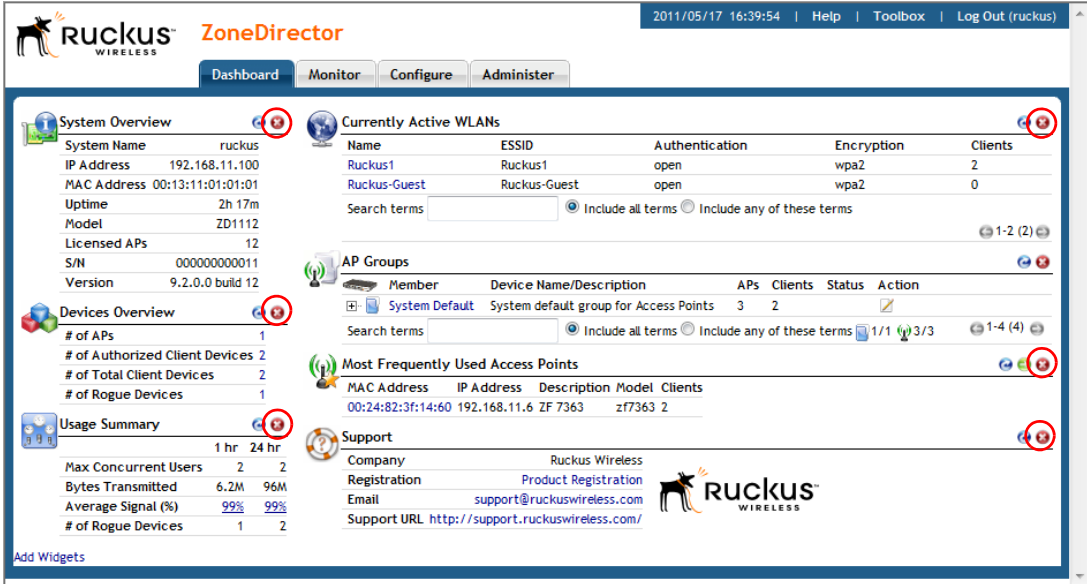 RUCKUS WIRELESS ZoneDirector
2011/05/17 16:39:54 | Help | Toolbox | Log Out (ruckus)
Dashboard Monitor Configure Administer
System Overview
System Name ruckus
IP Address 192.168.11.100
MAC Address 00:13:11:01:01:01
Uptime 2h 17m
Model ZD1112
Licensed APs 12
S/N 000000000011
Version 9.2.0.0 build 12
Devices Overview
# of APs 1
# of Authorized Client Devices 2
# of Total Client Devices 2
# of Rogue Devices 1
Usage Summary
1 hr 24 hr
Max Concurrent Users 2 2
Bytes Transmitted 6.2M 96M
Average Signal (%) 99% 99%
# of Rogue Devices 1 2
Add Widgets
Currently Active WLANs
Name ESSID Authentication Encryption Clients
Ruckus1 Ruckus1 open wpa2 2
Ruckus-Guest Ruckus-Guest open wpa2 0
Search terms Include all terms Include any of these terms
1-2 (2)
AP Groups
Member Device Name/Description APs Clients Status Action
System Default System default group for Access Points 3 2
Search terms Include all terms Include any of these terms 1/1 3/3 1-4 (4)
Most Frequently Used Access Points
MAC Address IP Address Description Model Clients
00:24:82:3f:14:60 192.168.11.6 ZF 7363 zf7363 2
Support
Company Ruckus Wireless
Registration Product Registration
Email support@ruckuswireless.com
Support URL http://support.ruckuswireless.com/
RUCKUS WIRELESS